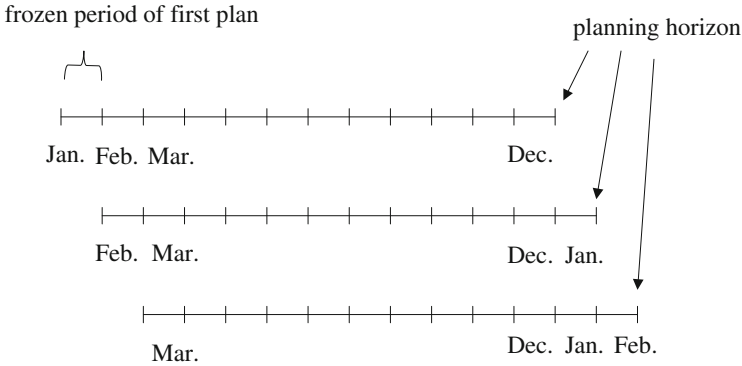 frozen period of first plan
planning horizon
Jan. Feb. Mar. Dec.
Feb. Mar. Dec. Jan.
Mar. Dec. Jan. Feb.